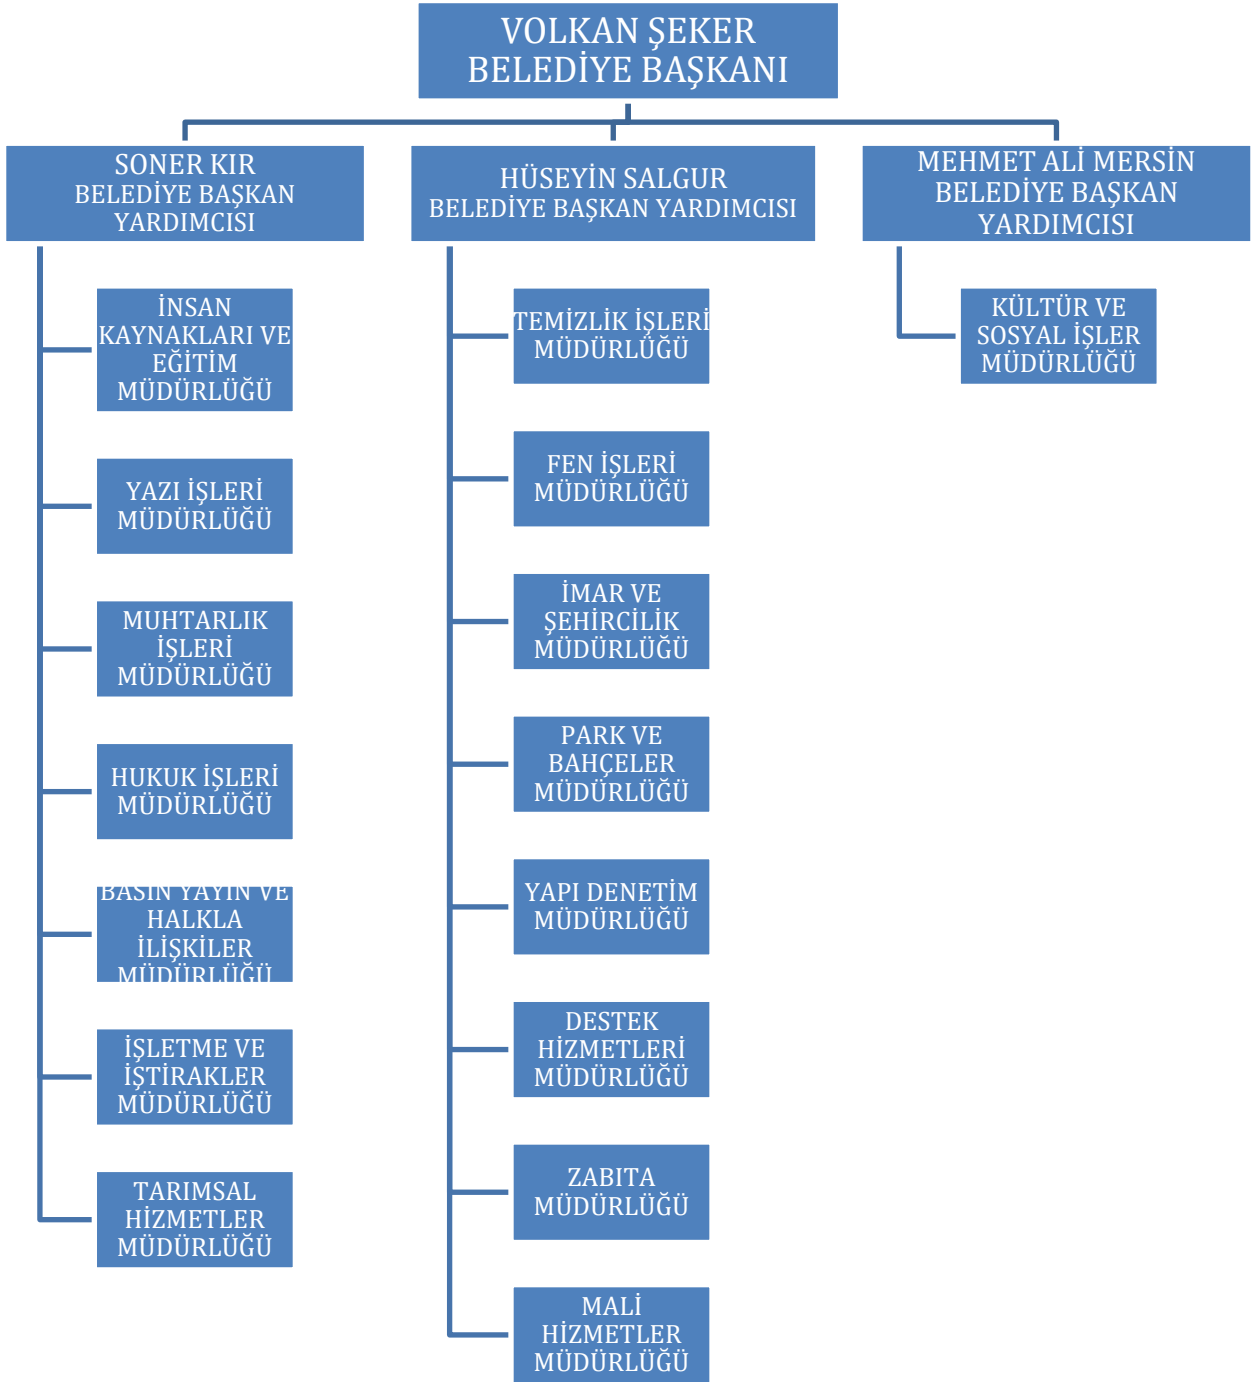 VOLKAN ŞEKER
BELEDİYE BAŞKANI
SONER KIR
BELEDİYE BAŞKAN
YARDIMCISI
İNSAN
KAYNAKLARI VE
EĞİTİM
MÜDÜRLÜĞÜ
YAZI İŞLERİ
MÜDÜRLÜĞÜ
MUHTARLIK
İŞLERİ
MÜDÜRLÜĞÜ
HUKUK İŞLERİ
MÜDÜRLÜĞÜ
BASIN YAYIN VE
HALKLA
İLİŞKİLER
MÜDÜRLÜĞÜ
İŞLETME VE
İŞTİRAKLER
MÜDÜRLÜĞÜ
TARIMSAL
HİZMETLER
MÜDÜRLÜĞÜ
HÜSEYİN SALGUR
BELEDİYE BAŞKAN YARDIMCISI
TEMİZLİK İŞLERİ
MÜDÜRLÜĞÜ
FEN İŞLERİ
MÜDÜRLÜĞÜ
İMAR VE
ŞEHİRCİLİK
MÜDÜRLÜĞÜ
PARK VE
BAHÇELER
MÜDÜRLÜĞÜ
YAPI DENETİM
MÜDÜRLÜĞÜ
DESTEK
HİZMETLERİ
MÜDÜRLÜĞÜ
ZABITA
MÜDÜRLÜĞÜ
MALİ
HİZMETLER
MÜDÜRLÜĞÜ
MEHMET ALİ MERSİN
BELEDİYE BAŞKAN
YARDIMCISI
KÜLTÜR VE
SOSYAL İŞLER
MÜDÜRLÜĞÜ